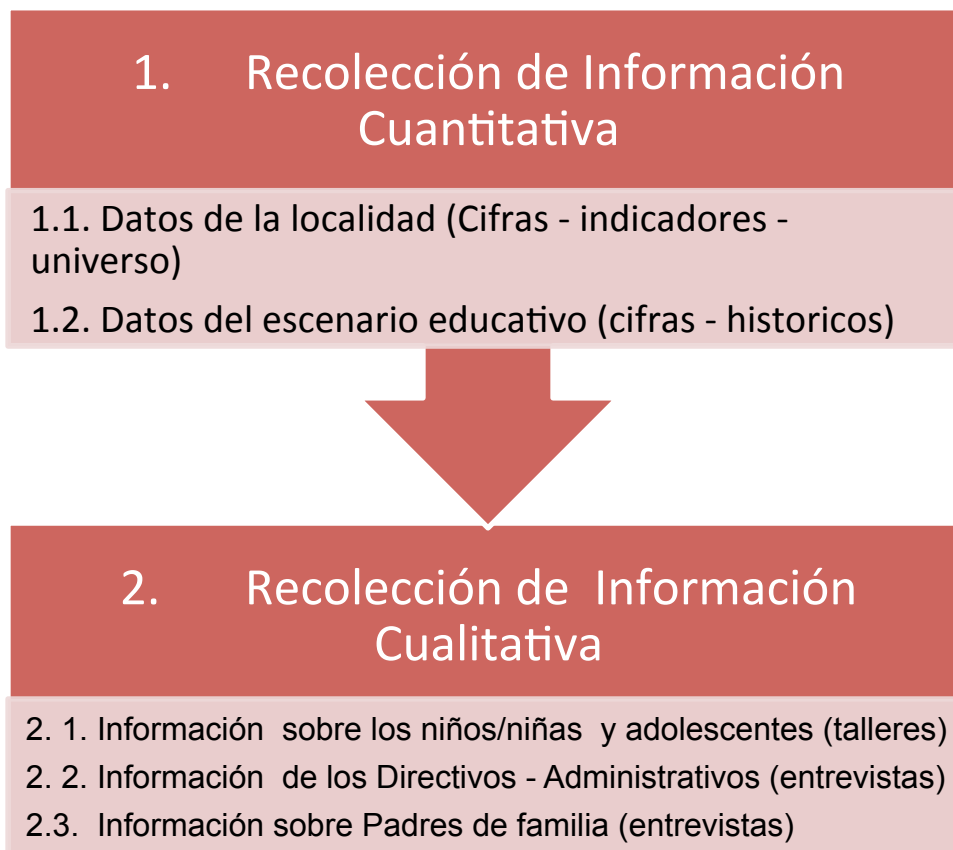 1. Recolección de Información
Cuantitativa
1.1. Datos de la localidad (Cifras - indicadores -
universo)
1.2. Datos del escenario educativo (cifras - historicos)
2. Recolección de Información
Cualitativa
2. 1. Información sobre los niños/niñas y adolescentes (talleres)
2. 2. Información de los Directivos - Administrativos (entrevistas)
2.3. Información sobre Padres de familia (entrevistas)